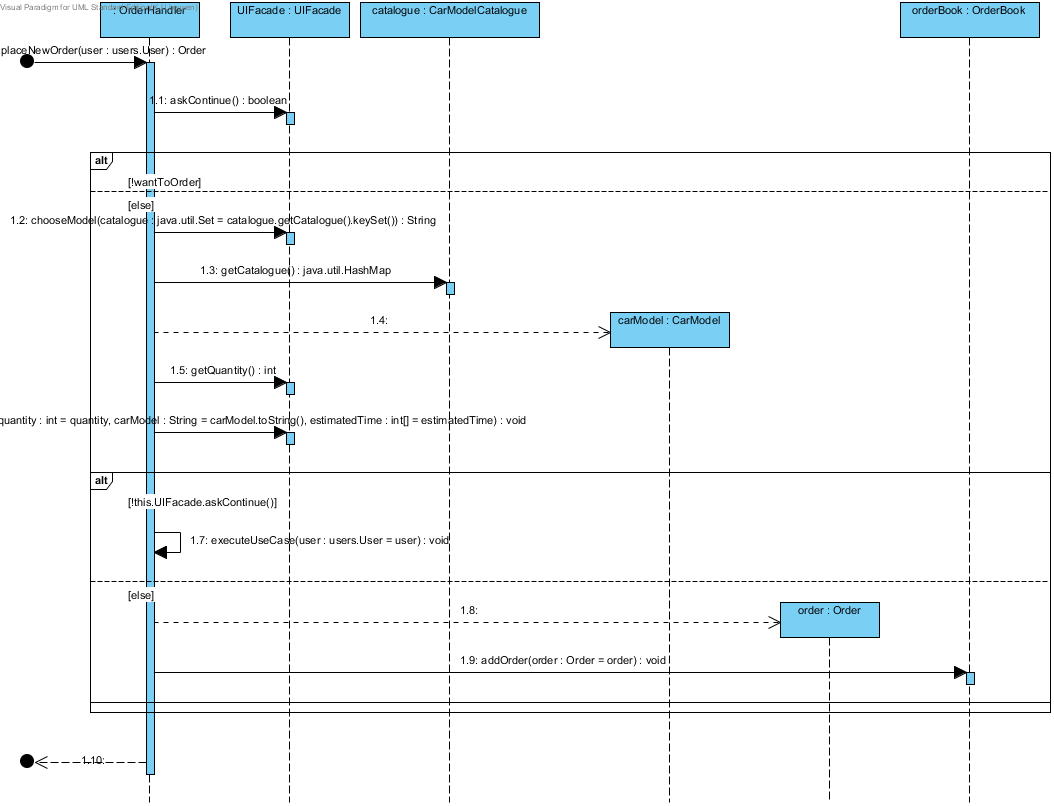 Visual Paradigm for UML Standard
: OrderHandler
UIFacade : UIFacade
catalogue : CarModelCatalogue
orderBook : OrderBook
placeNewOrder(user : users.User) : Order
1.1: askContinue() : boolean
alt
[!wantToOrder]
[else]
1.2: chooseModel(catalogue : java.util.Set = catalogue.getCatalogue().keySet()) : String
1.3: getCatalogue() : java.util.HashMap
1.4:
carModel : CarModel
1.5: getQuantity() : int
quantity : int = quantity, carModel : String = carModel.toString(), estimatedTime : int[] = estimatedTime) : void
alt
[!this.UIFacade.askContinue()]
1.7: executeUseCase(user : users.User = user) : void
[else]
1.8:
order : Order
1.9: addOrder(order : Order = order) : void
1.10: